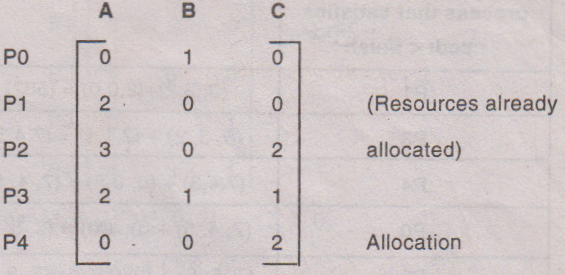 A B C
P0 0 1 0
P1 2 0 0 (Resources already
P2 3 0 2 allocated)
P3 2 1 1
P4 0 0 2 Allocation